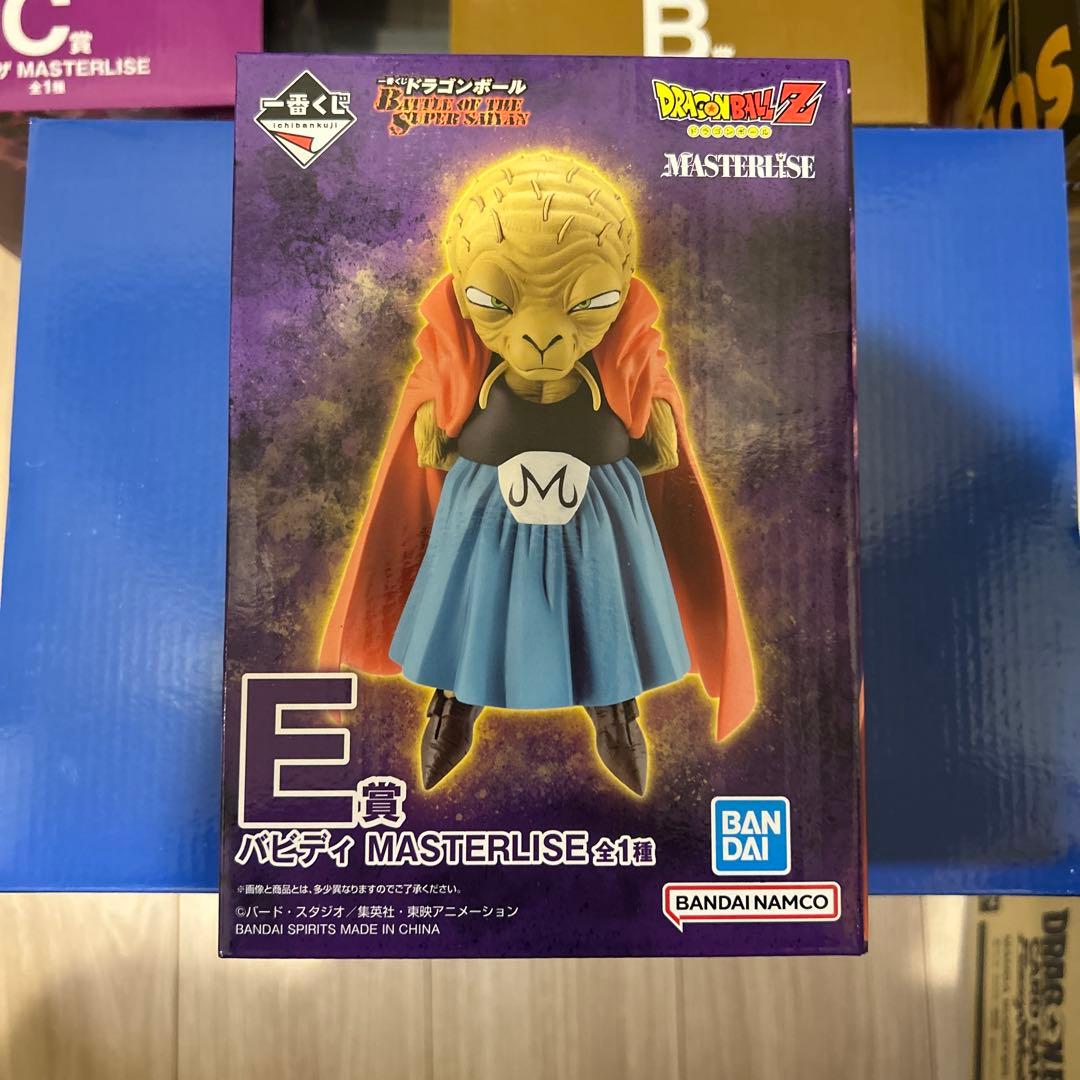 C賞
ザ MASTERLISE
全1種
B賞
一番くじ
ichibankuji
一番くじ ドラゴンボール
BATTLE OF THE
SUPER SAIYAN
DRAGONBALL Z
ドラゴンボール
MASTERLISE
M
E賞
バビディ MASTERLISE 全1種
※画像と商品とは、多少異なりますのでご了承ください。
©バード・スタジオ／集英社・東映アニメーション
BANDAI SPIRITS MADE IN CHINA
BAN
DAI
BANDAI NAMCO